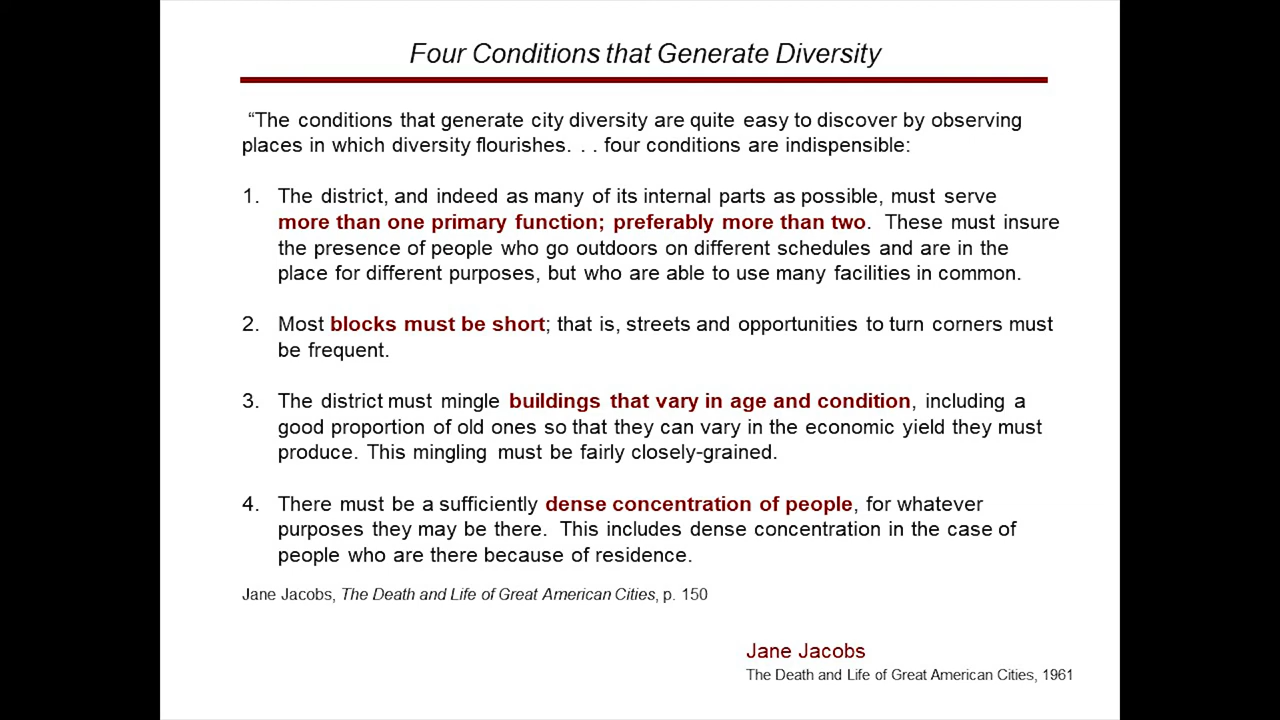 Four Conditions that Generate Diversity
“The conditions that generate city diversity are quite easy to discover by observing
places in which diversity flourishes. . . four conditions are indispensible:
1. The district, and indeed as many of its internal parts as possible, must serve
more than one primary function; preferably more than two. These must insure
the presence of people who go outdoors on different schedules and are in the
place for different purposes, but who are able to use many facilities in common.
2. Most blocks must be short; that is, streets and opportunities to turn corners must
be frequent.
3. The district must mingle buildings that vary in age and condition, including a
good proportion of old ones so that they can vary in the economic yield they must
produce. This mingling must be fairly closely-grained.
4. There must be a sufficiently dense concentration of people, for whatever
purposes they may be there. This includes dense concentration in the case of
people who are there because of residence.
Jane Jacobs, The Death and Life of Great American Cities, p. 150
Jane Jacobs
The Death and Life of Great American Cities, 1961